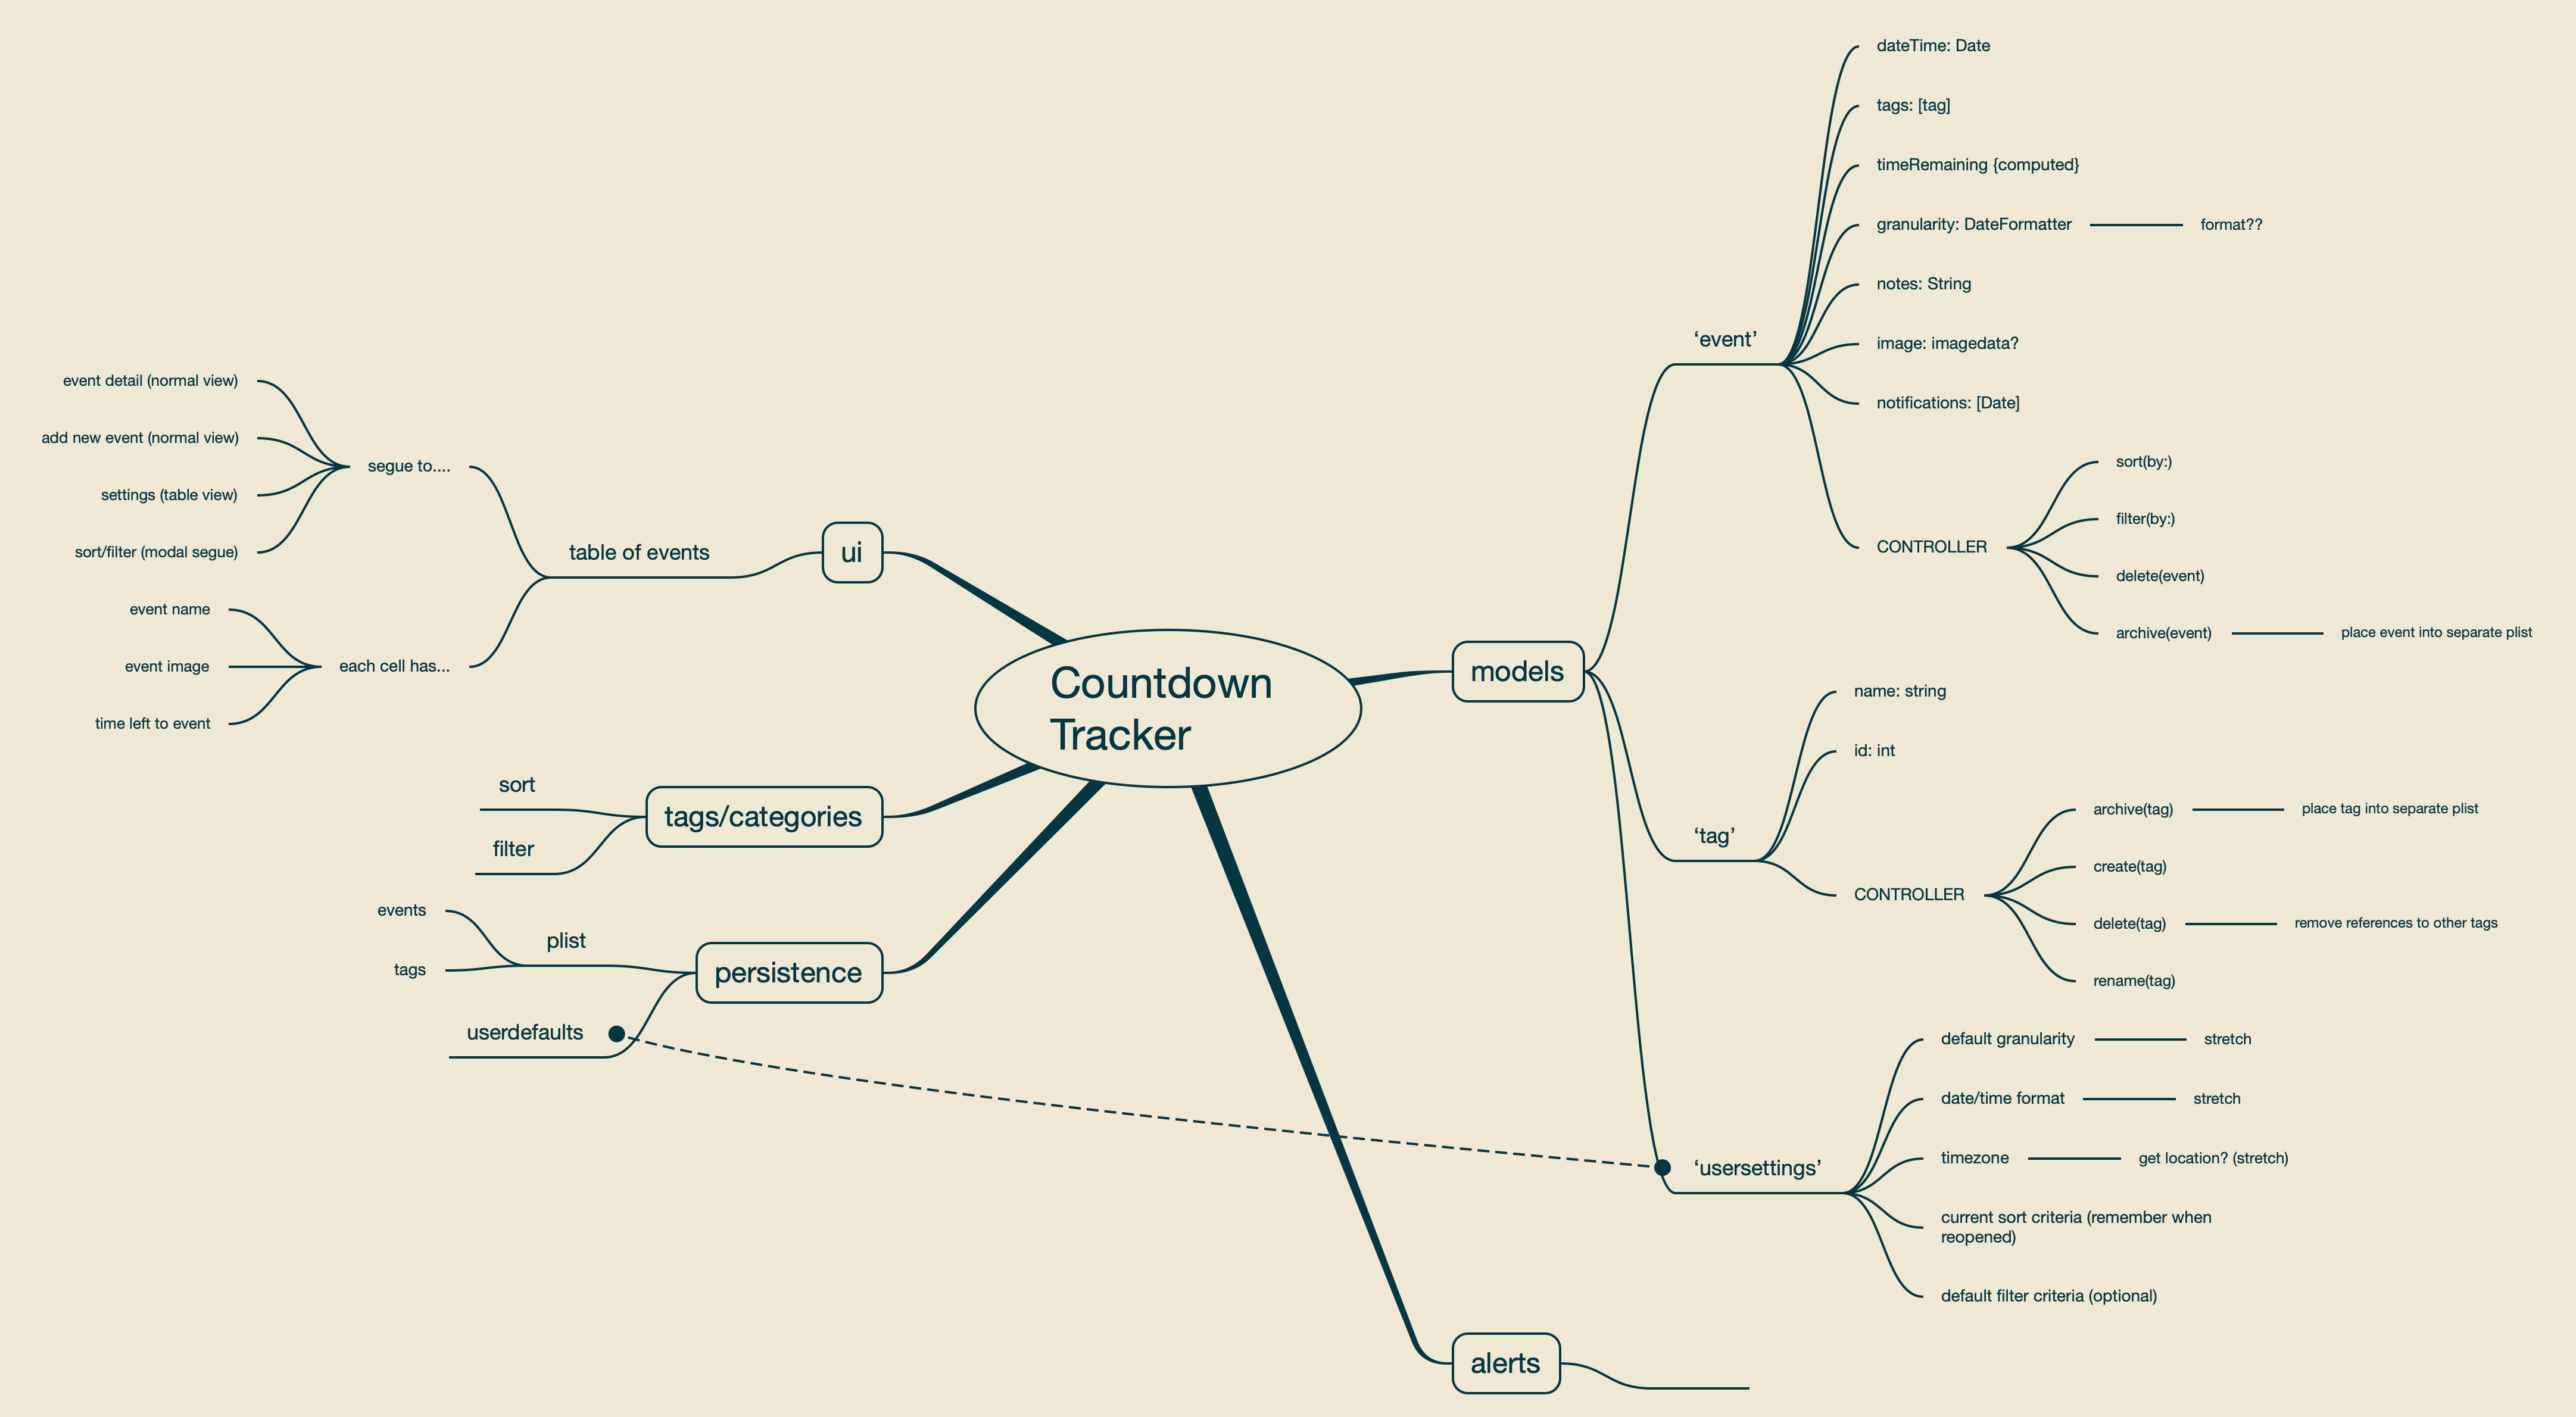 Countdown
Tracker
ui
table of events
segue to....
event detail (normal view)
add new event (normal view)
settings (table view)
sort/filter (modal segue)
each cell has...
event name
event image
time left to event
tags/categories
sort
filter
persistence
plist
events
tags
userdefaults
models
‘event’
dateTime: Date
tags: [tag]
timeRemaining {computed}
granularity: DateFormatter
format??
notes: String
image: imagedata?
notifications: [Date]
CONTROLLER
sort(by:)
filter(by:)
delete(event)
archive(event)
place event into separate plist
‘tag’
name: string
id: int
CONTROLLER
archive(tag)
place tag into separate plist
create(tag)
delete(tag)
remove references to other tags
rename(tag)
‘usersettings’
default granularity
stretch
date/time format
stretch
timezone
get location? (stretch)
current sort criteria (remember when
reopened)
default filter criteria (optional)
alerts